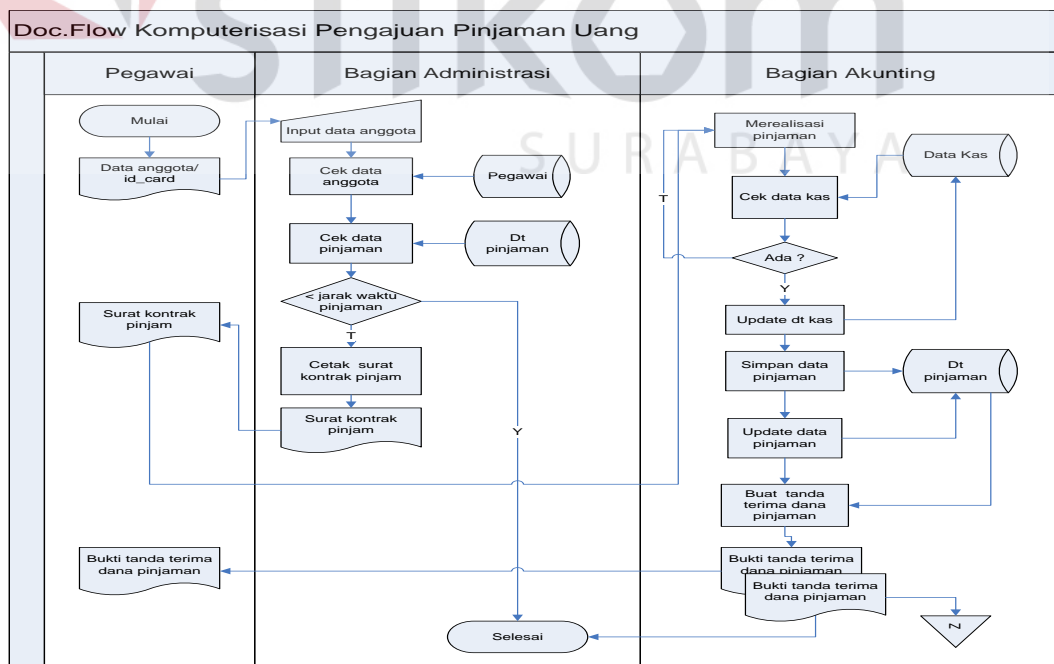 Doc.Flow Komputerisasi Pengajuan Pinjaman Uang
Pegawai
Bagian Administrasi
Bagian Akunting
stikom
SURABAYA
Mulai
Data anggota/
id_card
Surat kontrak
pinjam
Bukti tanda terima
dana pinjaman
Input data anggota
Cek data
anggota
Pegawai
Cek data
pinjaman
Dt
pinjaman
< jarak waktu
pinjaman
T
Y
Cetak surat
kontrak pinjam
Surat kontrak
pinjam
Selesai
Merealisasi
pinjaman
Data Kas
Cek data kas
T
Ada ?
Y
Update dt kas
Simpan data
pinjaman
Dt
pinjaman
Update data
pinjaman
Buat tanda
terima dana
pinjaman
Bukti tanda terima
dana pinjaman
Bukti tanda terima
dana pinjaman
N